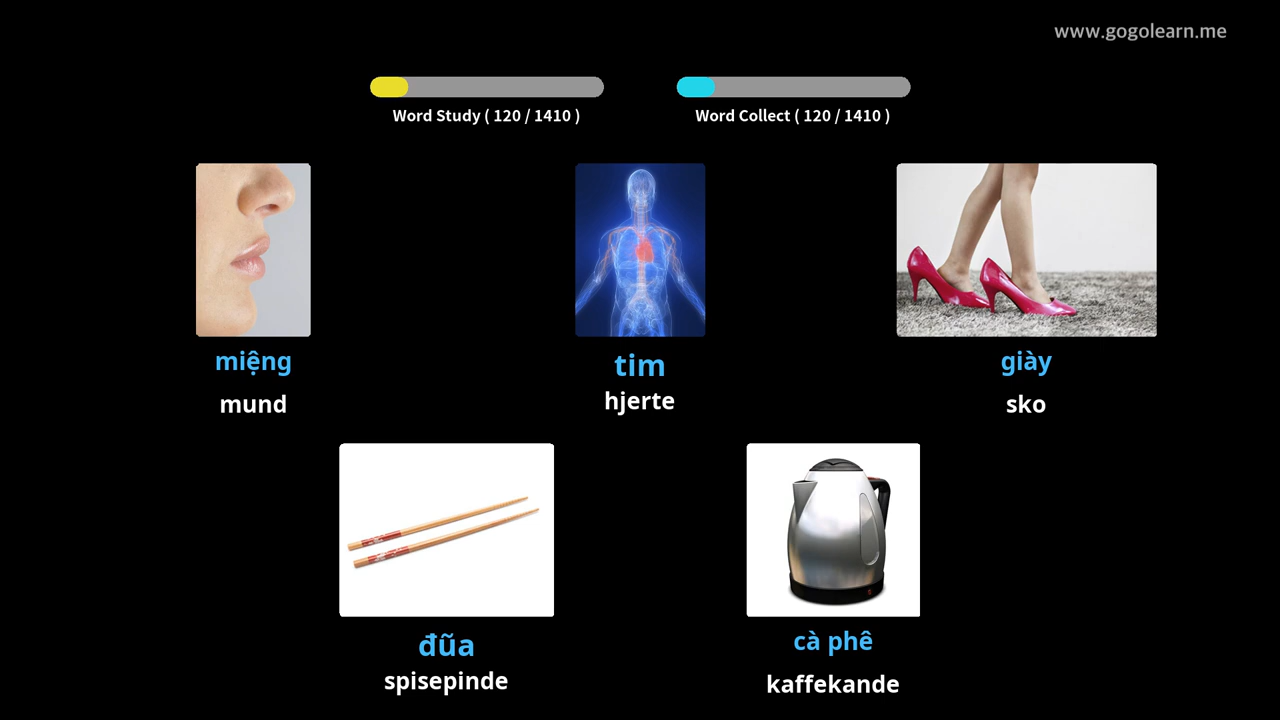 www.gogolearn.me
Word Study ( 120 / 1410 )
Word Collect ( 120 / 1410 )
miệng
mund
tim
hjerte
giày
sko
đũa
spisepinde
cà phê
kaffekande